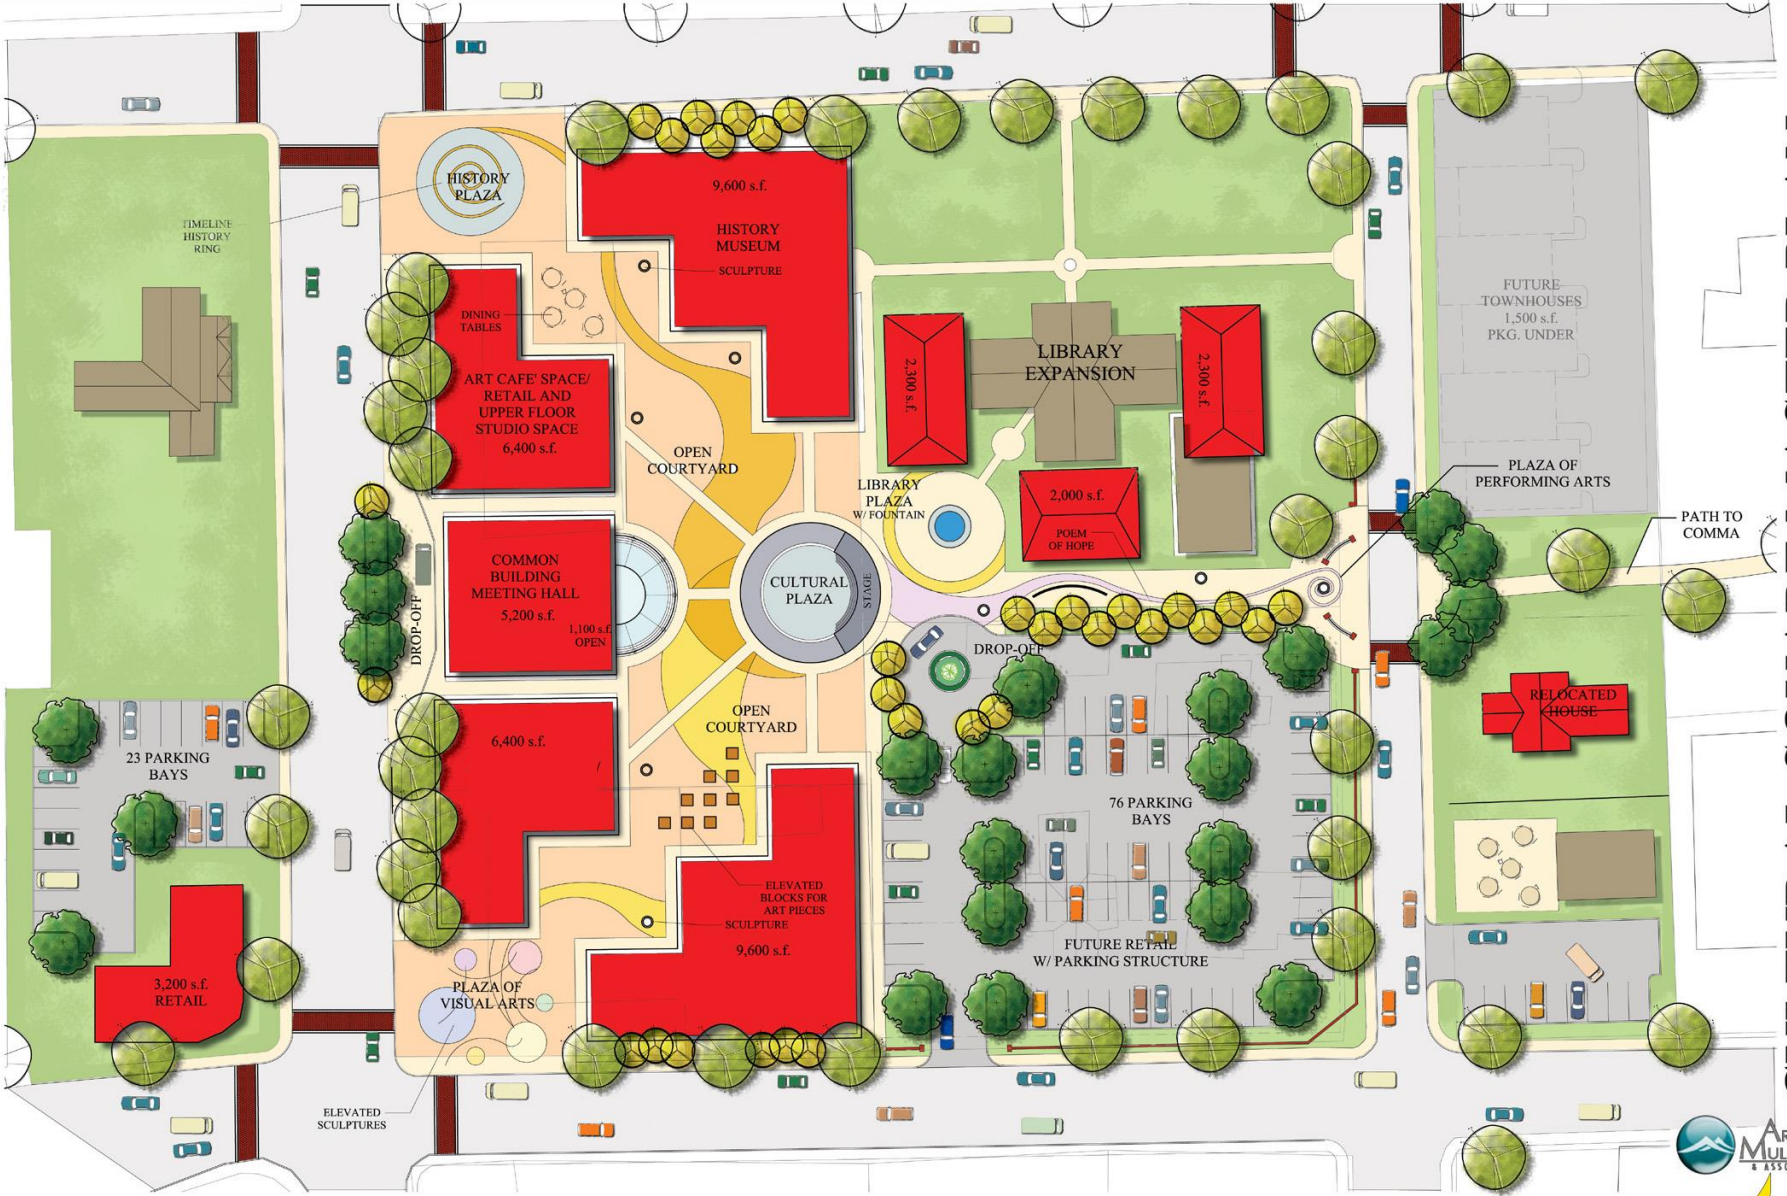 HISTORY
PLAZA
TIMELINE
HISTORY
RING
9,600 s.f.
HISTORY
MUSEUM
SCULPTURE
DINING
TABLES
ART CAFE' SPACE/
RETAIL AND
UPPER FLOOR
STUDIO SPACE
6,400 s.f.
OPEN
COURTYARD
2,300 s.f.
LIBRARY
EXPANSION
2,300 s.f.
FUTURE
TOWNHOUSES
1,500 s.f.
PKG. UNDER
LIBRARY
PLAZA
W/ FOUNTAIN
2,000 s.f.
POEM
OF HOPE
PLAZA OF
PERFORMING ARTS
PATH TO
COMMA
COMMON
BUILDING
MEETING HALL
5,200 s.f.
1,100 s.f.
OPEN
DROP-OFF
CULTURAL
PLAZA
STAGE
DROP-OFF
RELOCATED
HOUSE
6,400 s.f.
OPEN
COURTYARD
23 PARKING
BAYS
76 PARKING
BAYS
ELEVATED
BLOCKS FOR
ART PIECES
SCULPTURE
9,600 s.f.
FUTURE RETAIL
W/ PARKING STRUCTURE
3,200 s.f.
RETAIL
PLAZA OF
VISUAL ARTS
ELEVATED
SCULPTURES